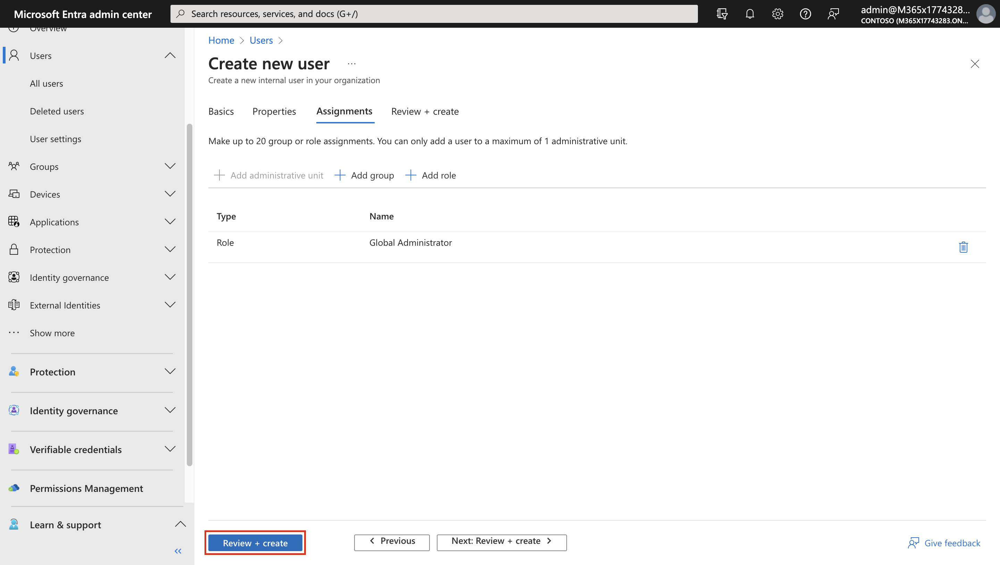 Microsoft Entra admin center
Search resources, services, and docs (G+/)
admin@M365x1774328...
CONTOSO (M365X17743283.ON...
Overview
Users
All users
Deleted users
User settings
Groups
Devices
Applications
Protection
Identity governance
External Identities
Show more
Protection
Identity governance
Verifiable credentials
Permissions Management
Learn & support
Home > Users >
Create new user ...
Create a new internal user in your organization
Basics Properties Assignments Review + create
Make up to 20 group or role assignments. You can only add a user to a maximum of 1 administrative unit.
Add administrative unit Add group Add role
Type Name
Role Global Administrator
Review + create Previous Next: Review + create Give feedback